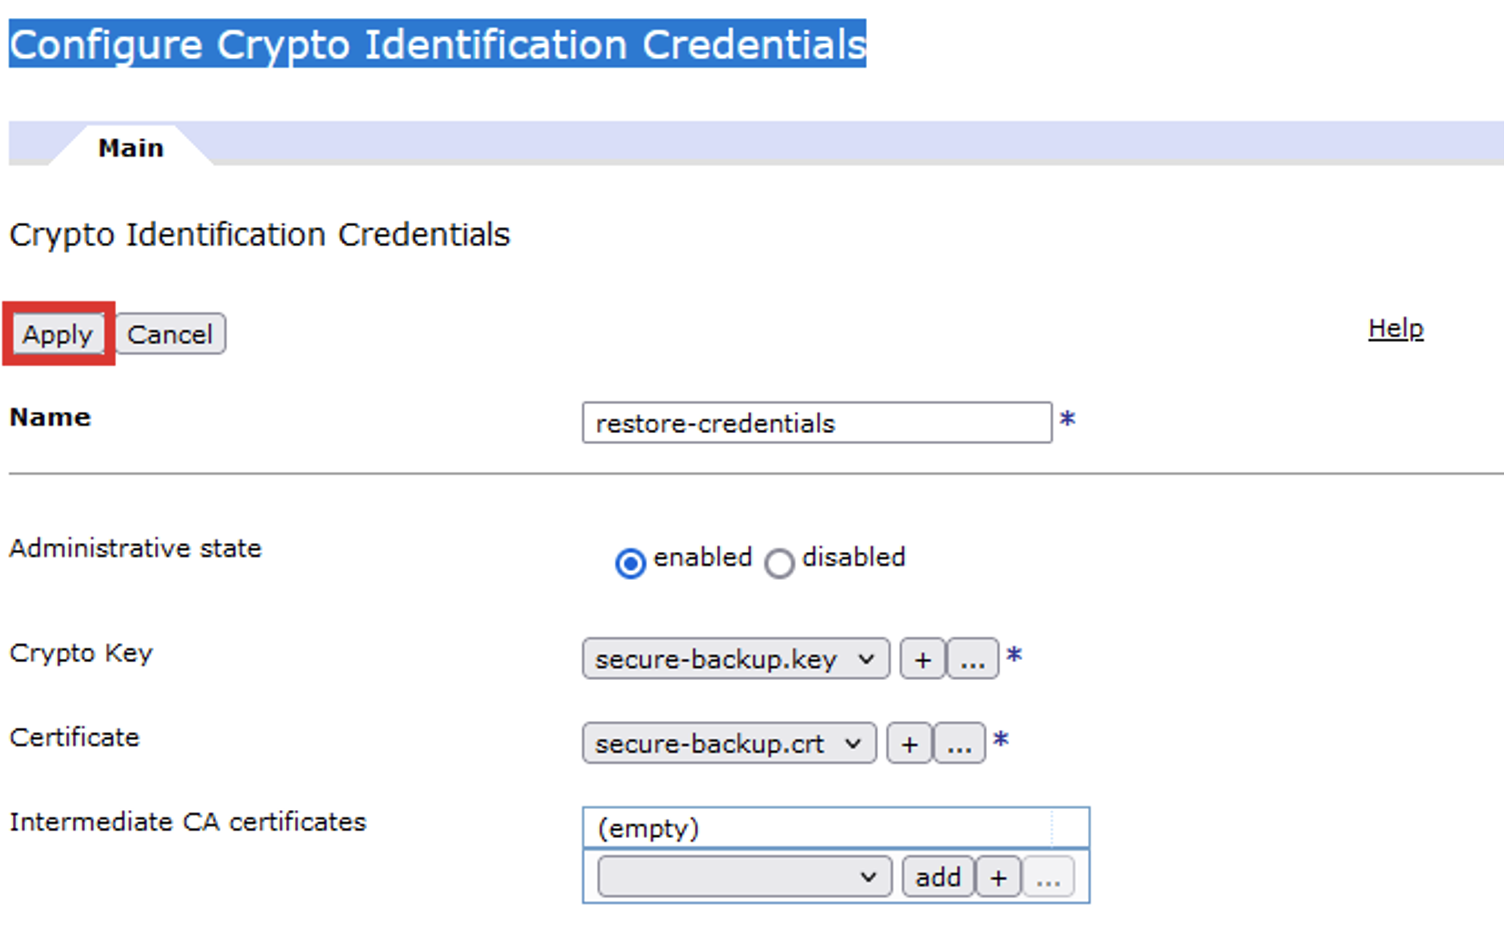 Configure Crypto Identification Credentials
Main
Crypto Identification Credentials
Apply Cancel Help
Name restore-credentials *
Administrative state enabled disabled
Crypto Key secure-backup.key + ... *
Certificate secure-backup.crt + ... *
Intermediate CA certificates (empty)
add + ...